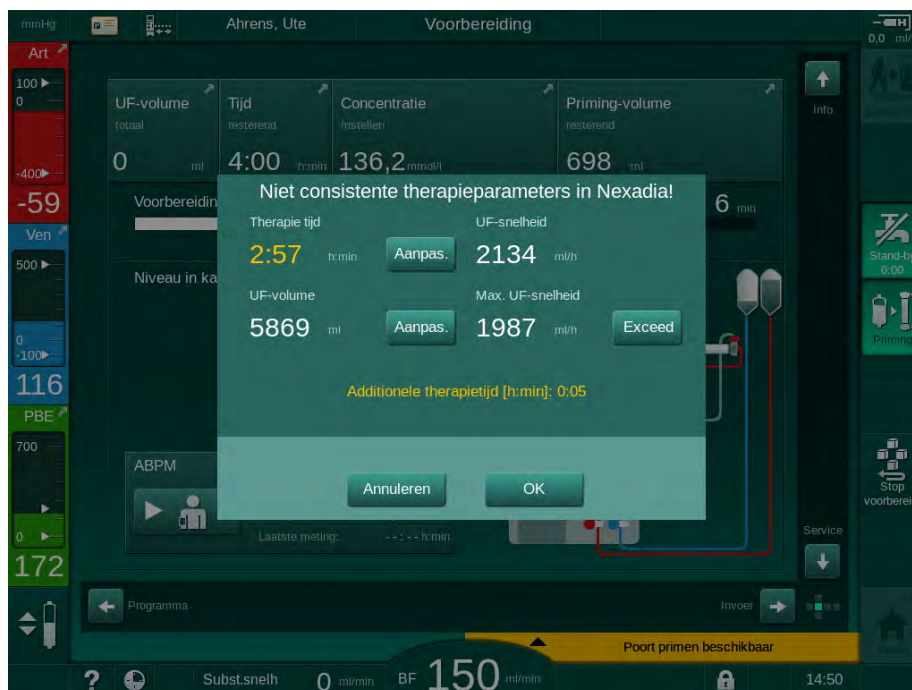 mmHg
Ahrens, Ute
Voorbereiding
0,0 ml/
Art
100
0
-400
-59
Ven
500
0
-100
116
PBE
700
0
172
UF-volume
totaal
0 ml
Tijd
resterend
4:00 h:min
Concentratie
Instellen
136,2 mmol/l
Priming-volume
resterend
698 ml
Info
Voorbereidin
6 min
Niveau in ka
Niet consistente therapieparameters in Nexadia!
Therapie tijd
UF-snelheid
2:57 h:min Aanpas. 2134 ml/h
UF-volume
Max. UF-snelheid
5869 ml Aanpas. 1987 ml/h Exceed
Additionele therapietijd [h:min]: 0:05
Annuleren OK
ABPM
Laatste meting: --:-- h:min
Service
Stand-by
0:00
Priming
Stop
voorberei
Programma
Invoer
Poort primen beschikbaar
? Subst.snelh 0 ml/min BF 150 ml/min 14:50